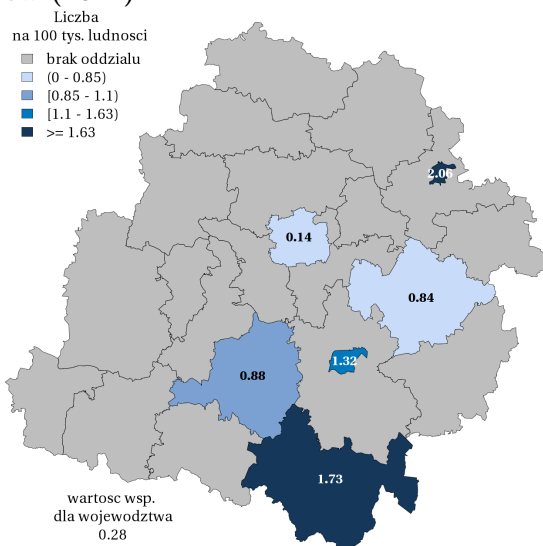 Liczba
na 100 tys. ludnosci
brak oddzialu
(0 - 0.85)
[0.85 - 1.1)
[1.1 - 1.63)
>= 1.63
2.06
0.14
0.84
1.32
0.88
1.73
wartosc wsp.
dla wojewodztwa
0.28